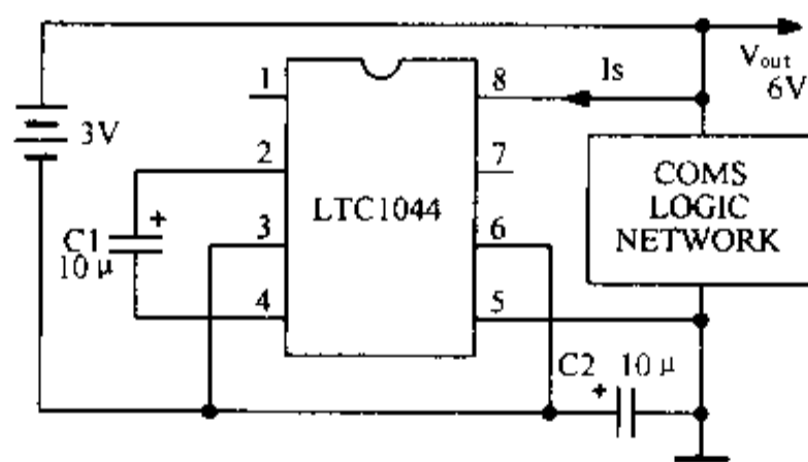 V_out
6V
Is
1
8
3V
2
7
COMS
LOGIC
NETWORK
LTC1044
+
C1
10 μ
3
6
4
5
C2
10 μ
+